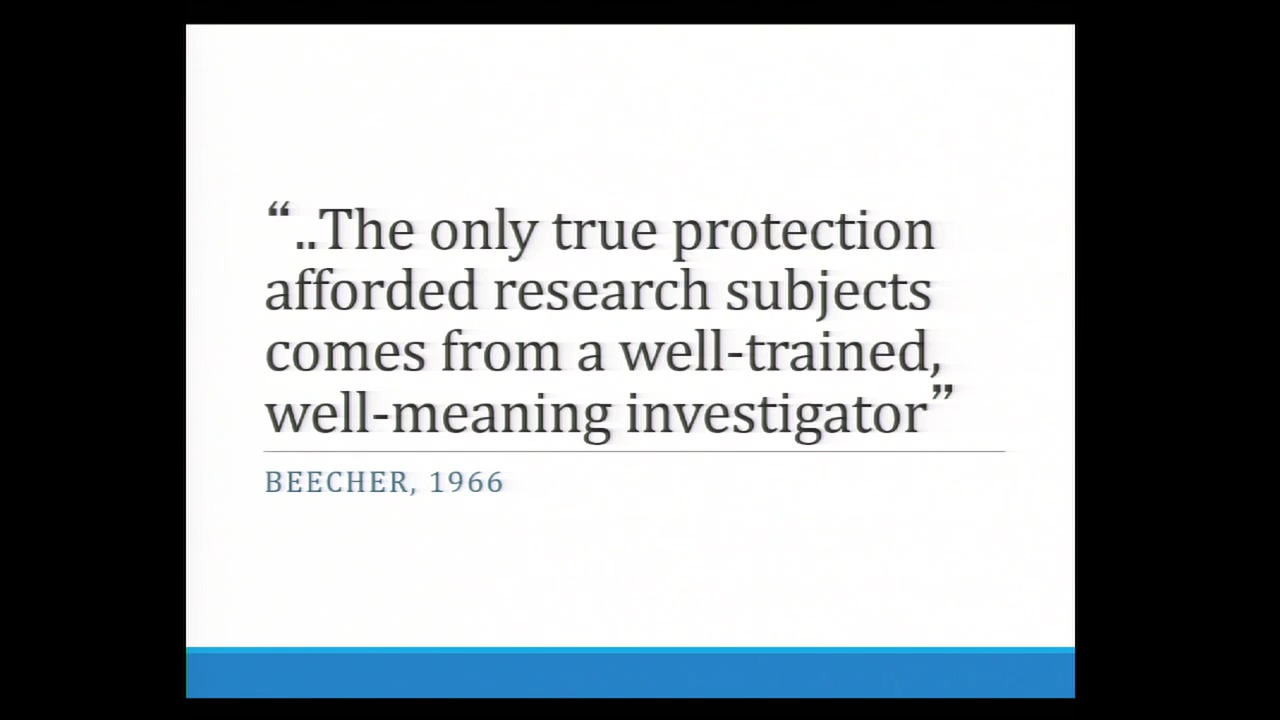 “..The only true protection
afforded research subjects
comes from a well-trained,
well-meaning investigator”
BEECHER, 1966